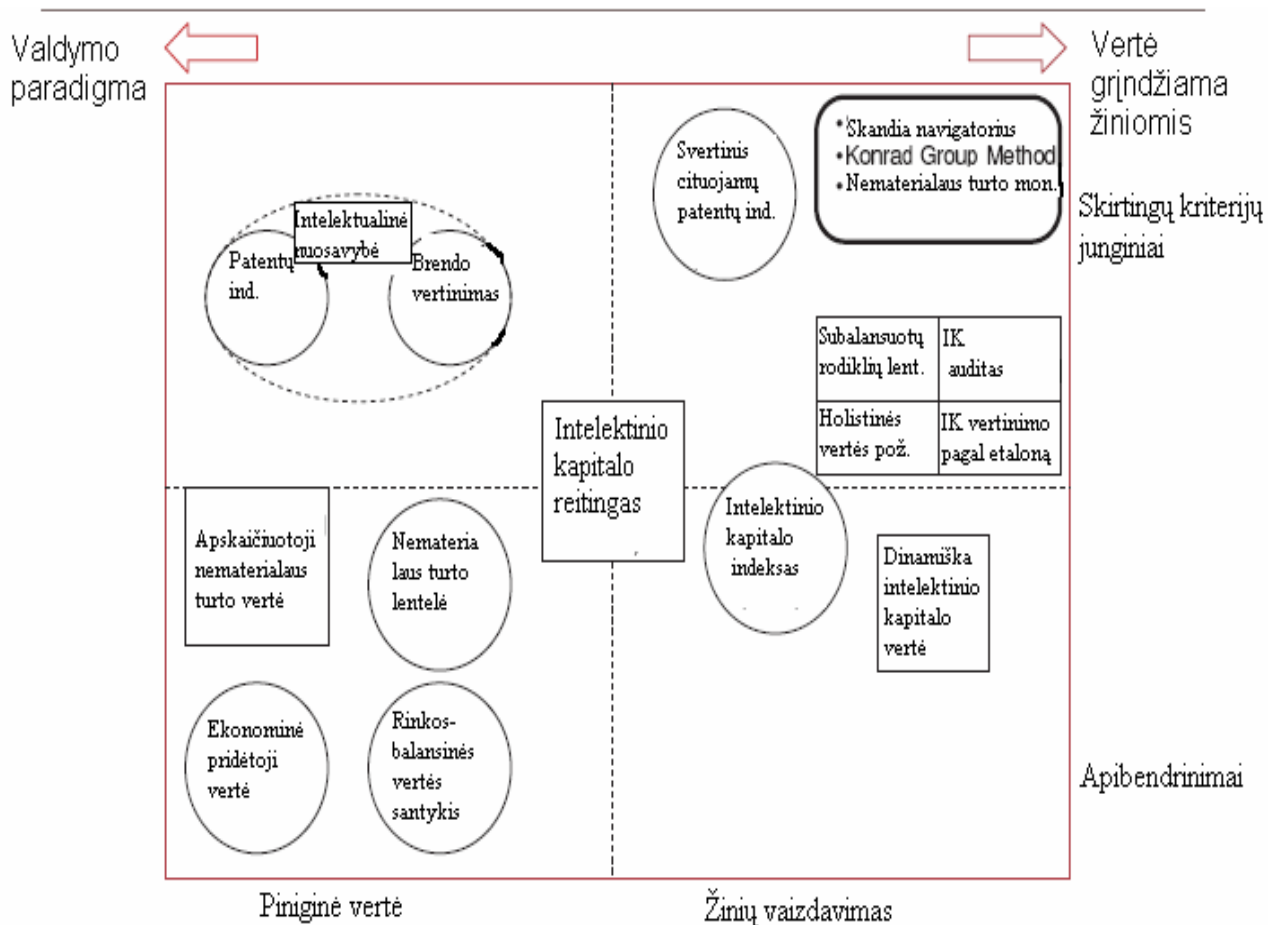 Valdymo
paradigma
Vertė
grįndžiama
žiniomis
Svertinis
cituojamų
patentų ind.
•Skandia navigatorius
•Konrad Group Method
•Nematerialaus turto mon.
Skirtingų kriterijų
junginiai
Intelektualinė
nuosavybė
Patentų
ind.
Brendo
vertinimas
Subalansuotų
rodiklių lent.
IK
auditas
Holistinės
vertės pož.
IK vertinimo
pagal etaloną
Intelektinio
kapitalo
reitingas
Apskaičiuotoji
nematerialaus
turto vertė
Nemateria
laus turto
lentelė
Intelektinio
kapitalo
indeksas
Dinamiška
intelektinio
kapitalo
vertė
Ekonominė
pridėtoji
vertė
Rinkos-
balansinės
vertės
santykis
Apibendrinimai
Piniginė vertė
Žinių vaizdavimas